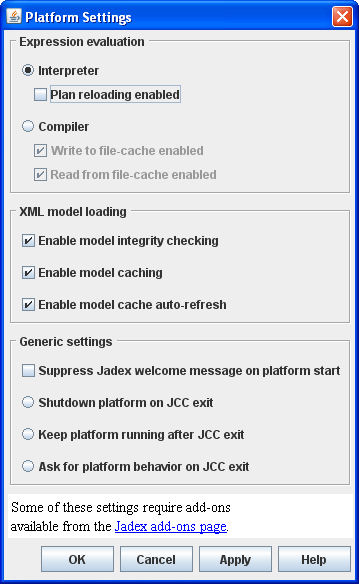 Platform Settings
Expression evaluation
Interpreter
Plan reloading enabled
Compiler
Write to file-cache enabled
Read from file-cache enabled
XML model loading
Enable model integrity checking
Enable model caching
Enable model cache auto-refresh
Generic settings
Suppress Jadex welcome message on platform start
Shutdown platform on JCC exit
Keep platform running after JCC exit
Ask for platform behavior on JCC exit
Some of these settings require add-ons
available from the Jadex add-ons page.
OK Cancel Apply Help